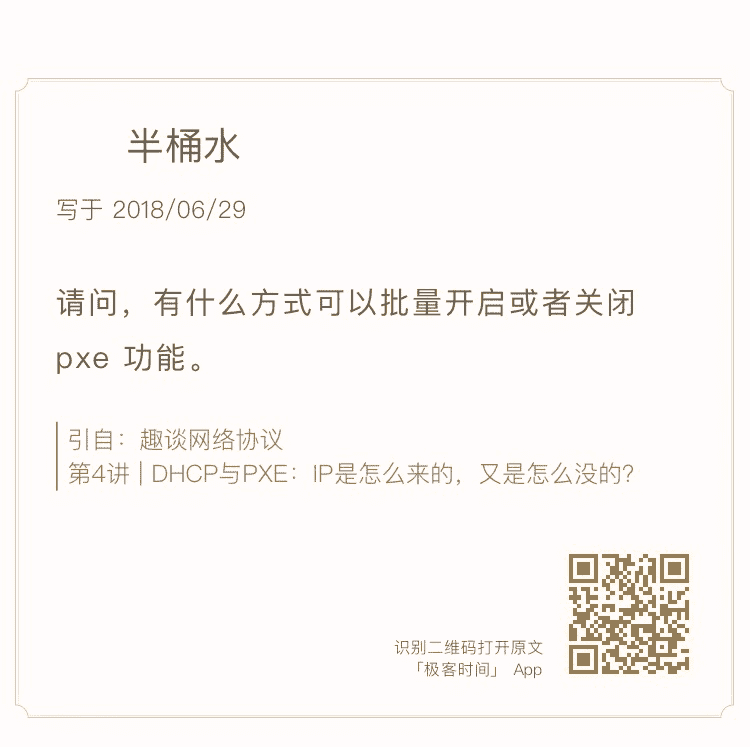 半桶水
写于 2018/06/29
请问，有什么方式可以批量开启或者关闭
pxe 功能。
引自：趣谈网络协议
第4讲 | DHCP与PXE：IP是怎么来的，又是怎么没的？
识别二维码打开原文
「极客时间」 App